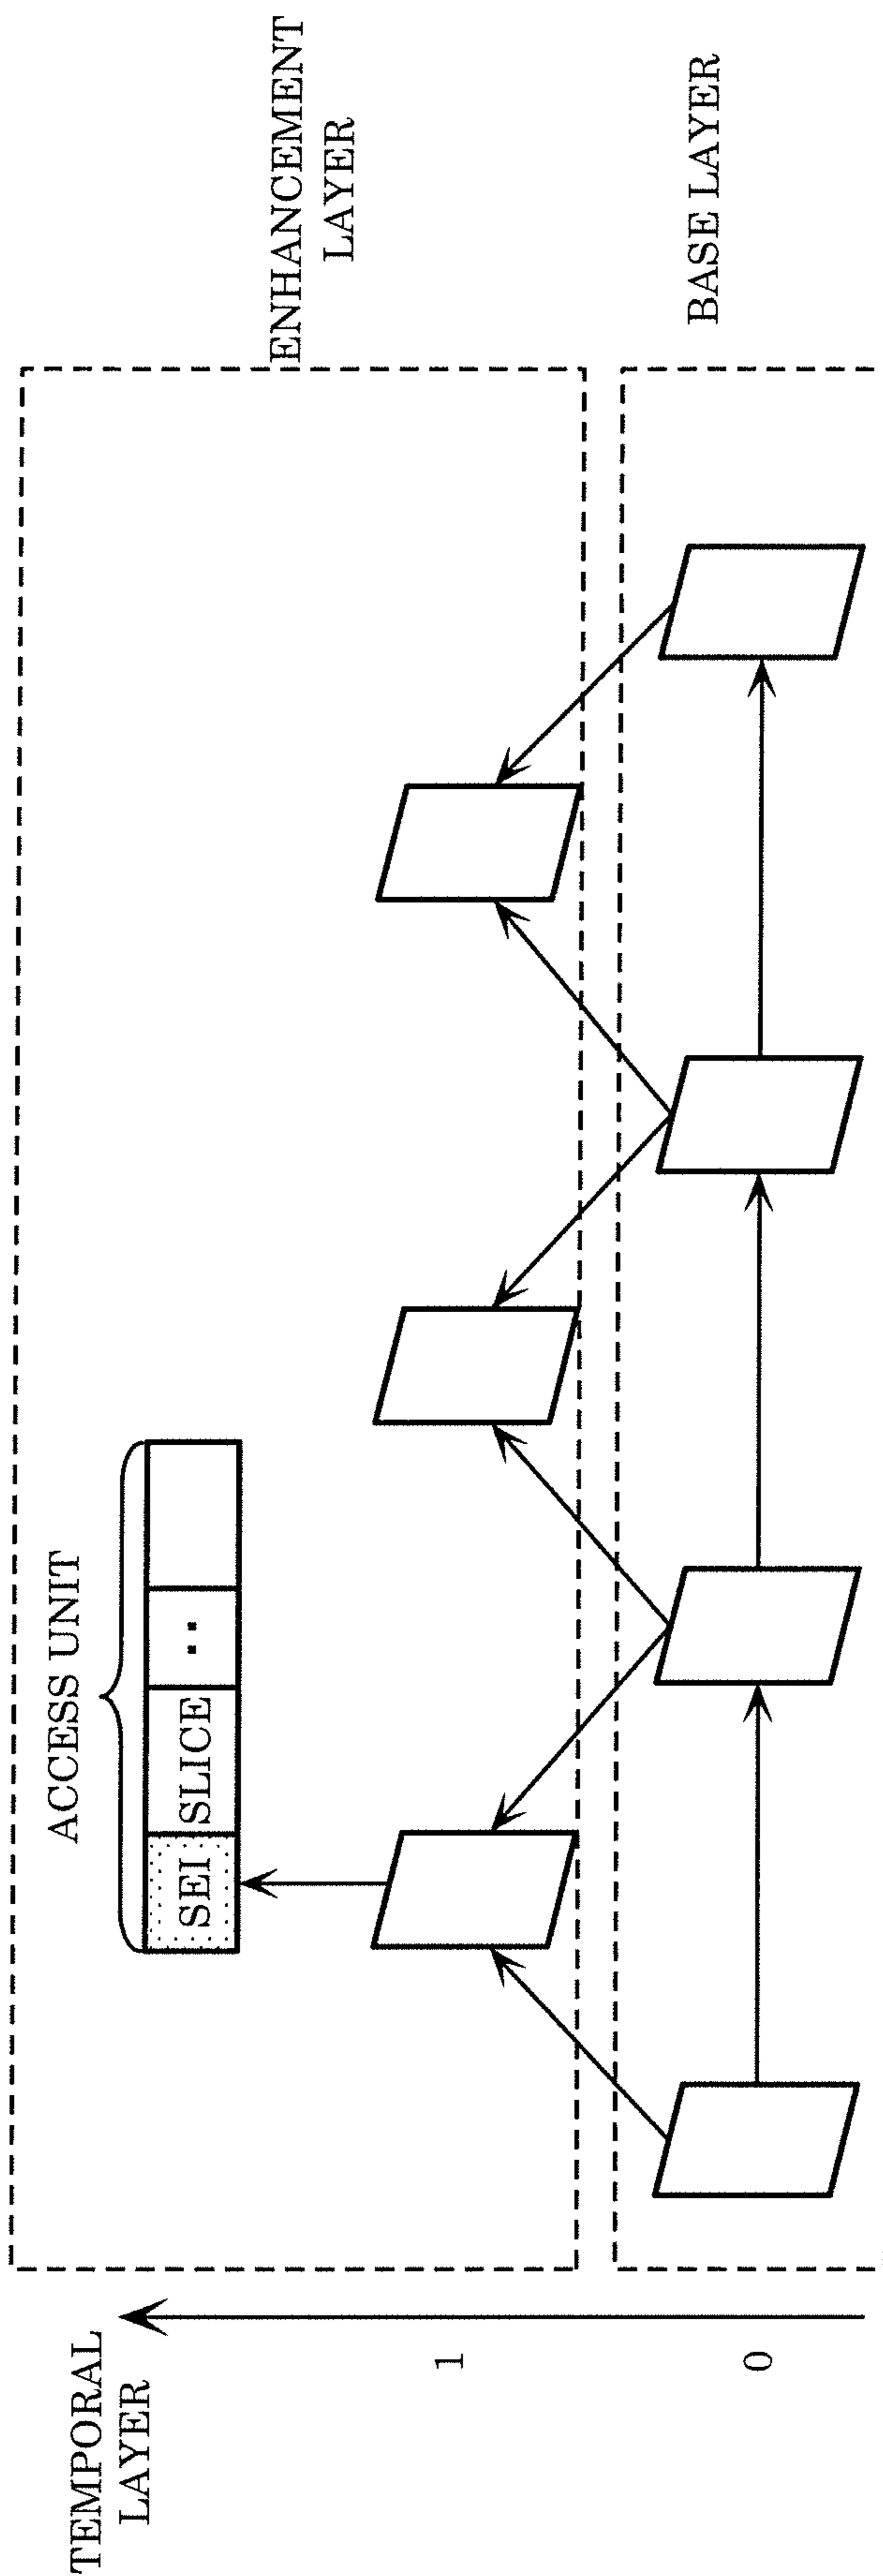 TEMPORAL
LAYER
1
0
ACCESS UNIT
SEI SLICE ..
ENHANCEMENT
LAYER
BASE LAYER